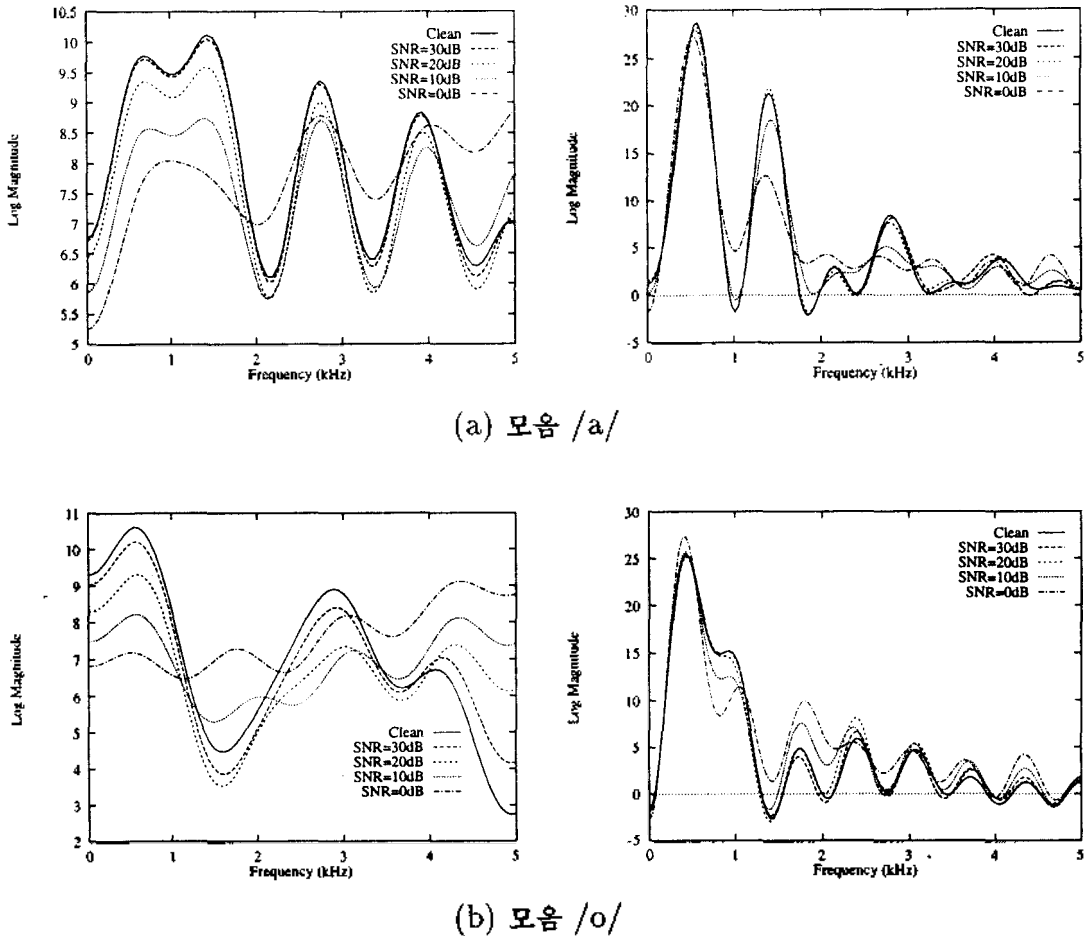 10.5
10
9.5
9
8.5
8
7.5
7
6.5
6
5.5
5
Log Magnitude
Clean
SNR=30dB
SNR=20dB
SNR=10dB
SNR=0dB
0 1 2 3 4 5
Frequency (kHz)
30
25
20
15
10
5
0
-5
Log Magnitude
Clean
SNR=30dB
SNR=20dB
SNR=10dB
SNR=0dB
0 1 2 3 4 5
Frequency (kHz)
(a) 모음 /a/
11
10
9
8
7
6
5
4
3
2
Log Magnitude
Clean
SNR=30dB
SNR=20dB
SNR=10dB
SNR=0dB
0 1 2 3 4 5
Frequency (kHz)
30
25
20
15
10
5
0
-5
Log Magnitude
Clean
SNR=30dB
SNR=20dB
SNR=10dB
SNR=0dB
0 1 2 3 4 5
Frequency (kHz)
(b) 모음 /o/